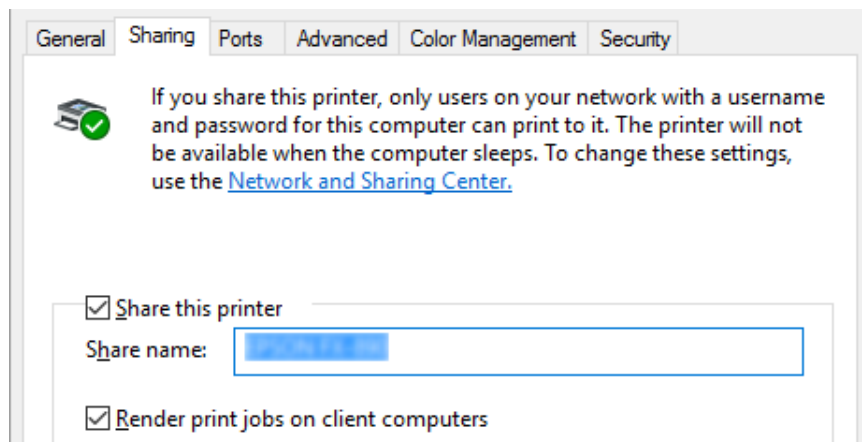 General Sharing Ports Advanced Color Management Security
If you share this printer, only users on your network with a username
and password for this computer can print to it. The printer will not
be available when the computer sleeps. To change these settings,
use the Network and Sharing Center.
Share this printer
Share name:
Render print jobs on client computers